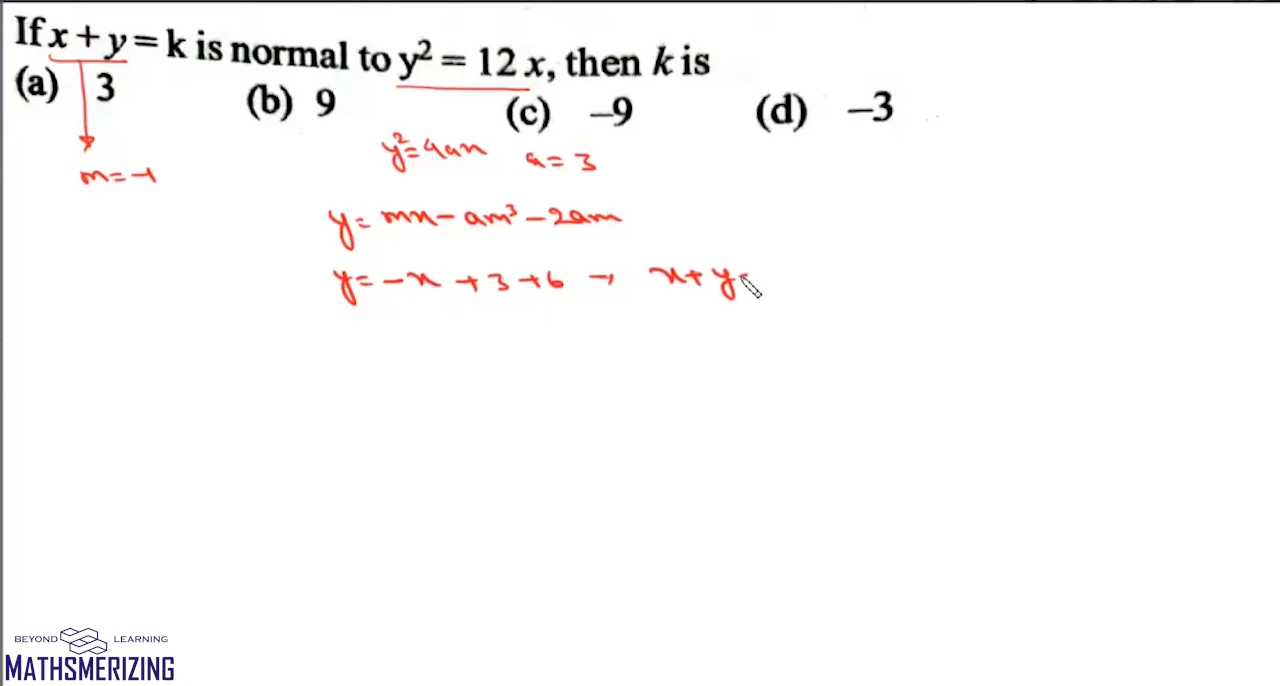 If x + y = k is normal to y² = 12 x, then k is
(a) 3 (b) 9 (c) –9 (d) –3
y² = 4ax a = 3
m = -1
y = mx - am³ - 2am
y = -x + 3 + 6 → x + y =
BEYOND LEARNING
MATHSMERIZING